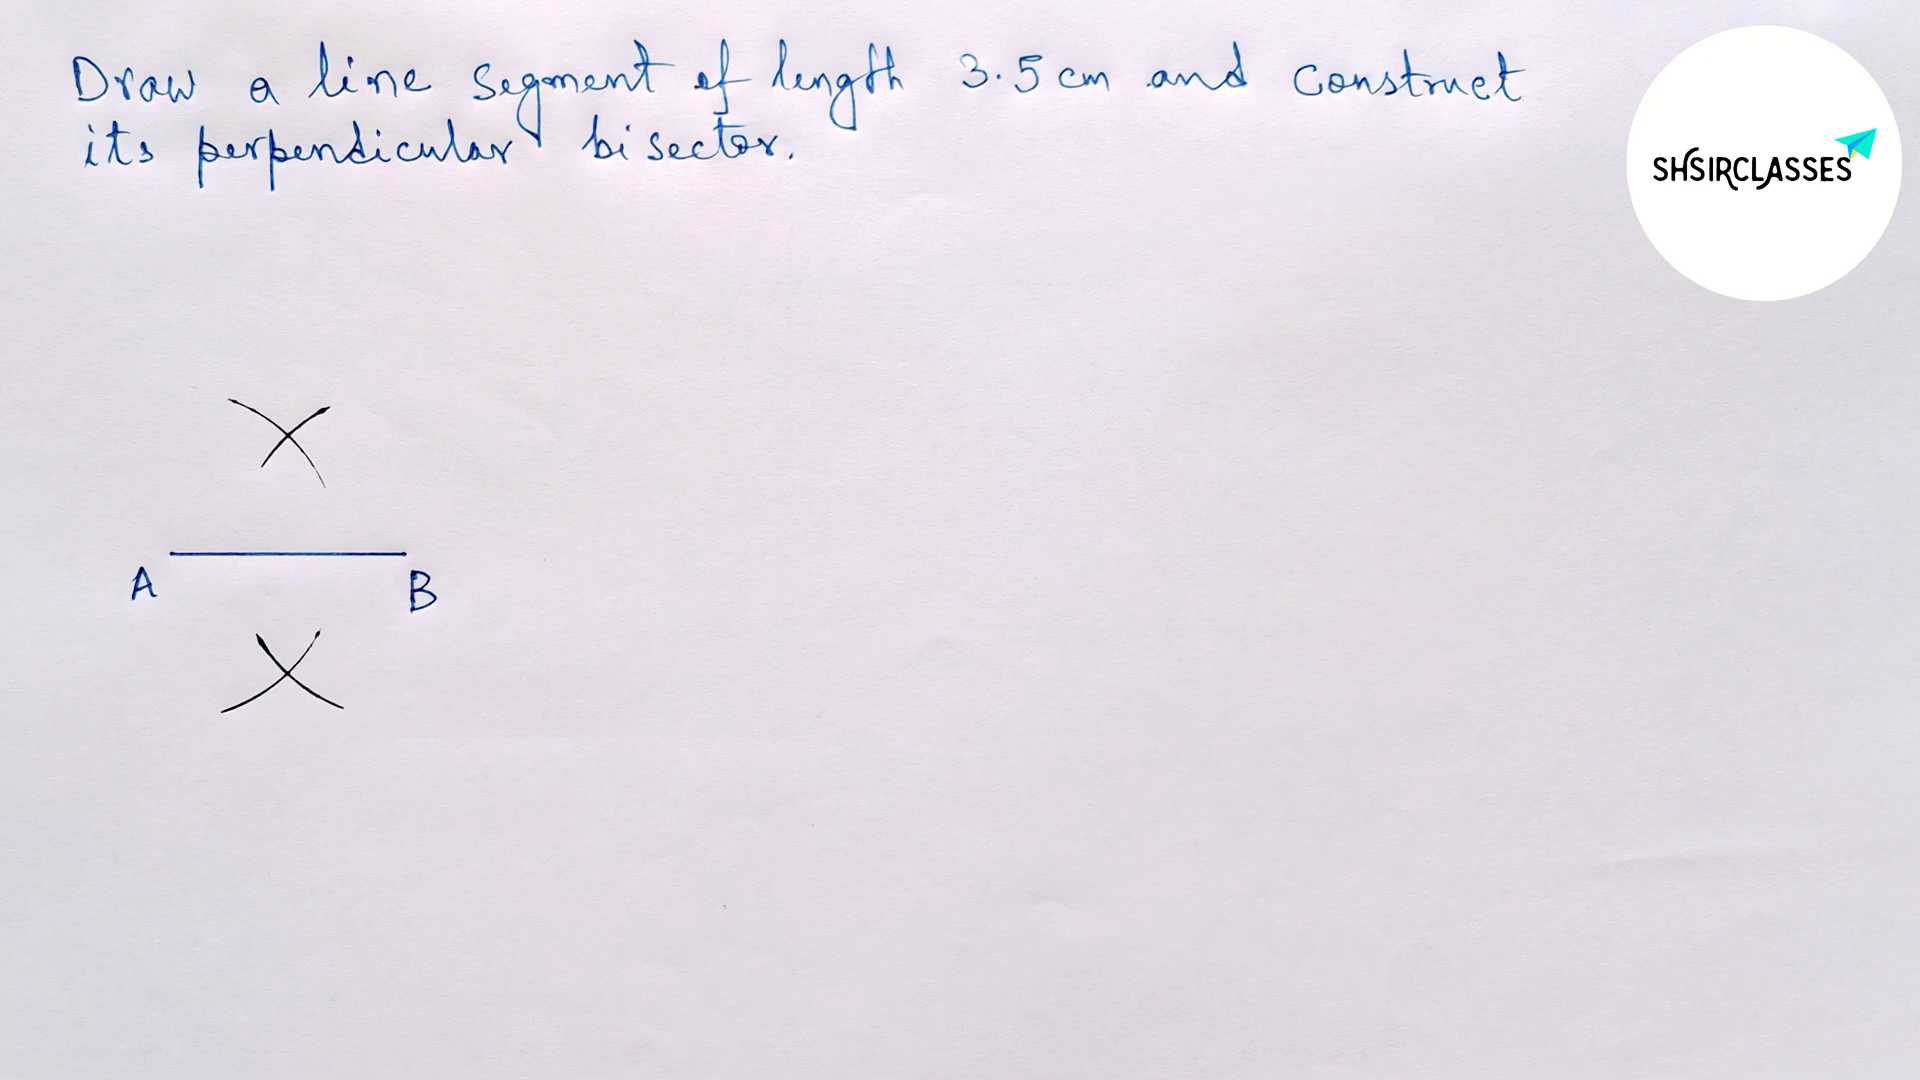 Draw a line segment of length 3.5 cm and construct
its perpendicular bisector.
SHSIRCLASSES
A
B